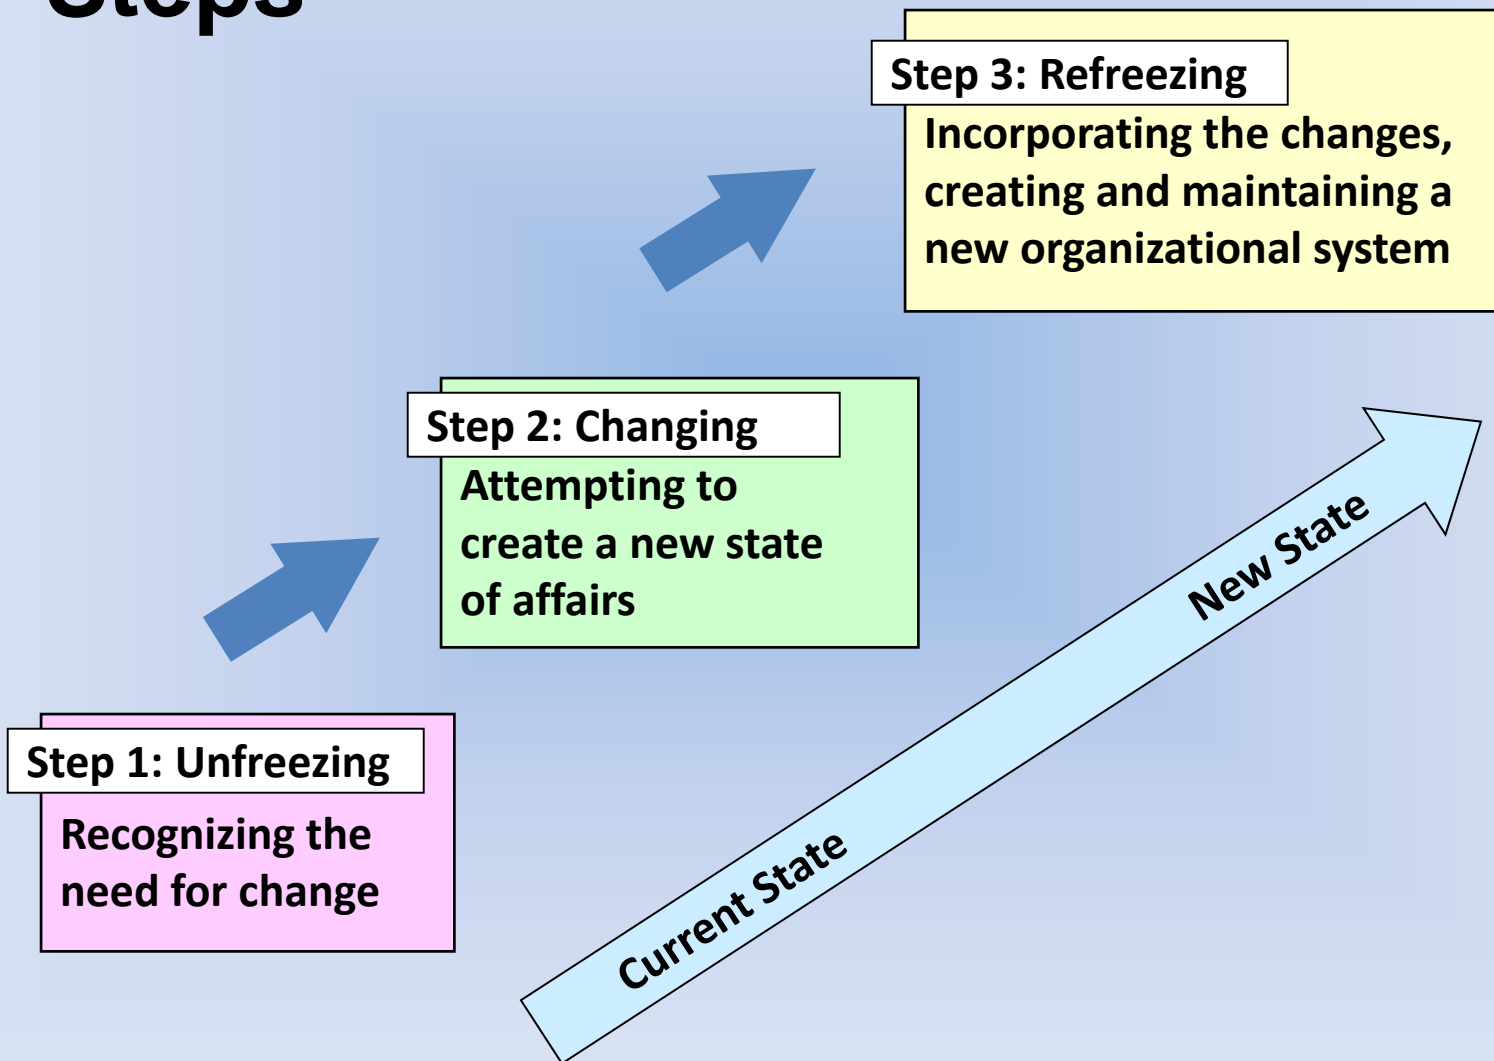 Steps
Step 3: Refreezing
Incorporating the changes,
creating and maintaining a
new organizational system
Step 2: Changing
Attempting to
create a new state
of affairs
New State
Step 1: Unfreezing
Recognizing the
need for change
Current State